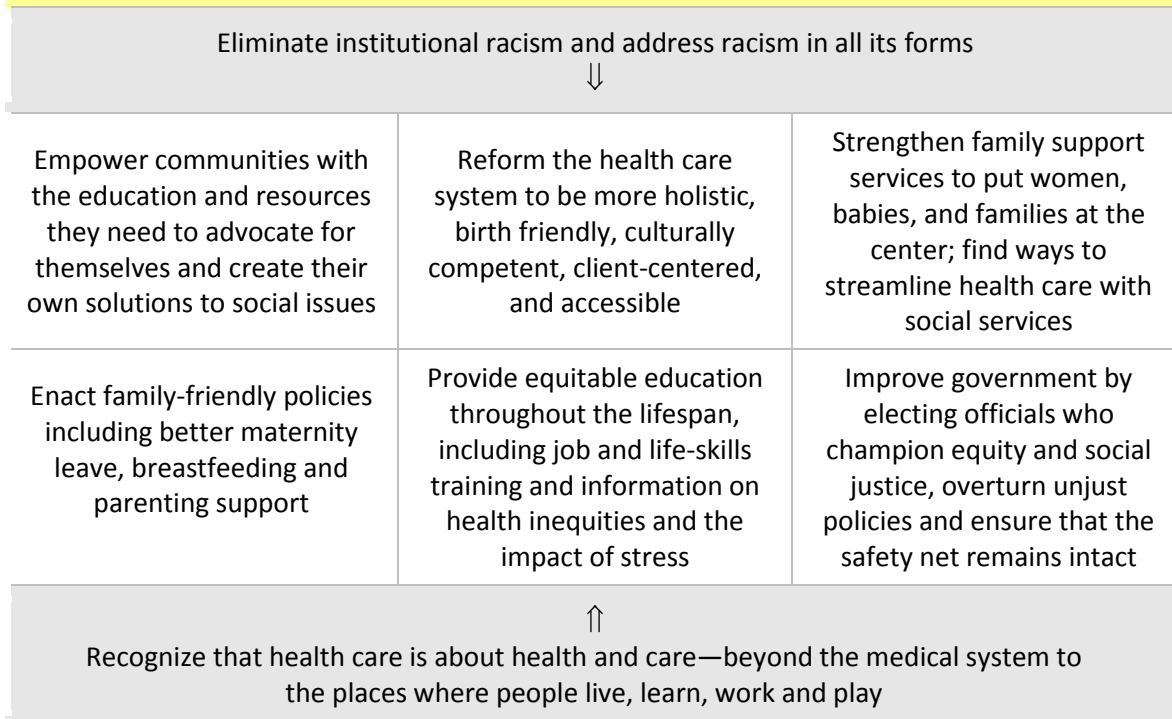 Eliminate institutional racism and address racism in all its forms
⇓
Empower communities with
the education and resources
they need to advocate for
themselves and create their
own solutions to social issues
Reform the health care
system to be more holistic,
birth friendly, culturally
competent, client-centered,
and accessible
Strengthen family support
services to put women,
babies, and families at the
center; find ways to
streamline health care with
social services
Enact family-friendly policies
including better maternity
leave, breastfeeding and
parenting support
Provide equitable education
throughout the lifespan,
including job and life-skills
training and information on
health inequities and the
impact of stress
Improve government by
electing officials who
champion equity and social
justice, overturn unjust
policies and ensure that the
safety net remains intact
⇑
Recognize that health care is about health and care—beyond the medical system to
the places where people live, learn, work and play